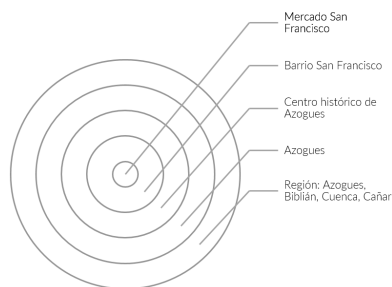 Mercado San
Francisco
Barrio San Francisco
Centro histórico de
Azogues
Azogues
Región: Azogues,
Biblián, Cuenca, Cañar